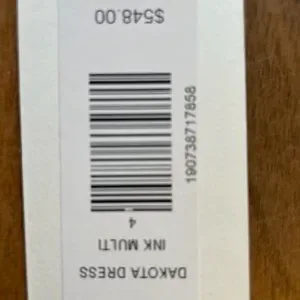 DAKOTA DRESS
INK MULTI
4
190738717858
$548.00